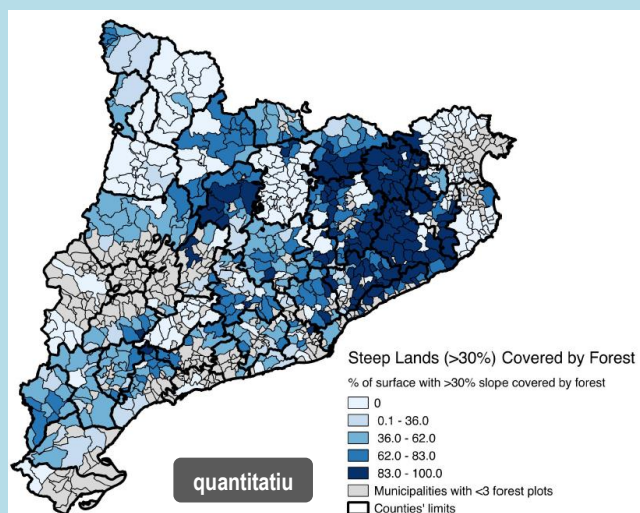 Steep Lands (>30%) Covered by Forest
% of surface with >30% slope covered by forest
0
0.1 - 36.0
36.0 - 62.0
62.0 - 83.0
83.0 - 100.0
Municipalities with <3 forest plots
Counties' limits
quantitatiu